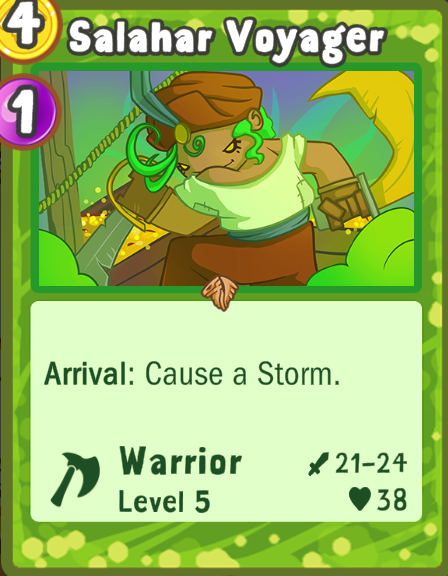 4
Salahar Voyager
1
Arrival: Cause a Storm.
Warrior
21–24
Level 5
38